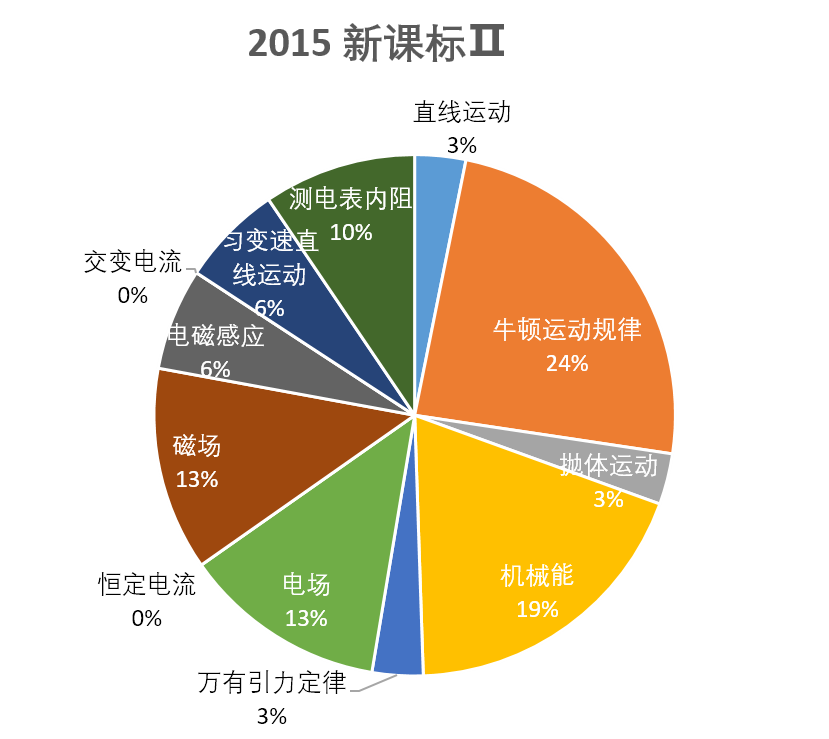 2015 新课标Ⅱ
直线运动
3%
牛顿运动规律
24%
抛体运动
3%
机械能
19%
万有引力定律
3%
电场
13%
恒定电流
0%
磁场
13%
电磁感应
6%
交变电流
0%
匀变速直
线运动
6%
测电表内阻
10%